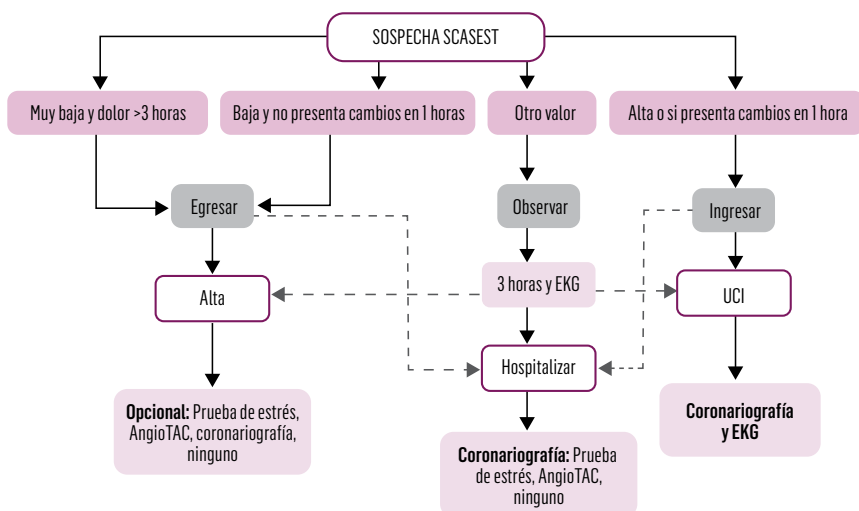 SOSPECHA SCASEST
Muy baja y dolor >3 horas
Baja y no presenta cambios en 1 horas
Otro valor
Alta o si presenta cambios en 1 hora
Egresar
Observar
Ingresar
Alta
3 horas y EKG
UCI
Hospitalizar
Opcional: Prueba de estrés,
AngioTAC, coronariografía,
ninguno
Coronariografía: Prueba
de estrés, AngioTAC,
ninguno
Coronariografía
y EKG